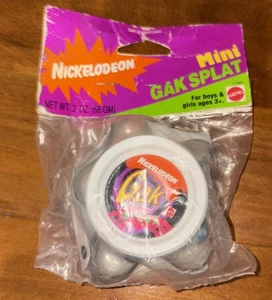 NICKELODEON
Mini
GAK SPLAT
For boys &
girls ages 3+.
MATTEL
NET WT. 2 OZ. (56 GM)
NICKELODEON
Gak